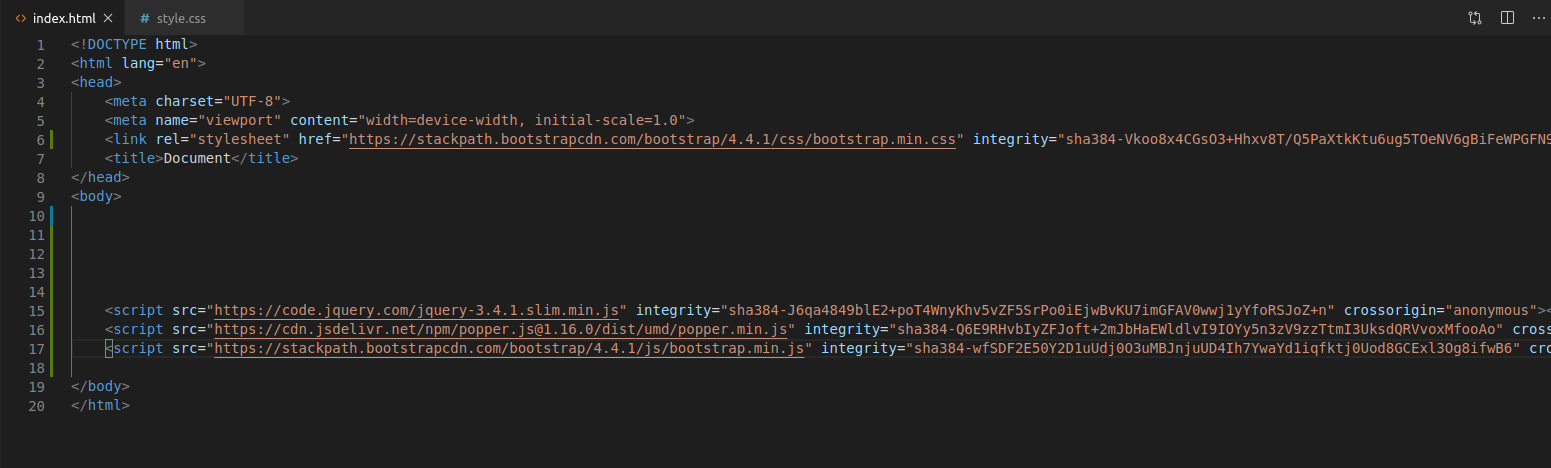 index.html
# style.css
1 <!DOCTYPE html>
2 <html lang="en">
3 <head>
4 <meta charset="UTF-8">
5 <meta name="viewport" content="width=device-width, initial-scale=1.0">
6 <link rel="stylesheet" href="https://stackpath.bootstrapcdn.com/bootstrap/4.4.1/css/bootstrap.min.css" integrity="sha384-Vkoo8x4CGsO3+Hhxv8T/Q5PaXtkKtu6ug5TOeNV6gBiFeWPGFN9
7 <title>Document</title>
8 </head>
9 <body>
10
11
12
13
14
15 <script src="https://code.jquery.com/jquery-3.4.1.slim.min.js" integrity="sha384-J6qa4849blE2+poT4WnyKhv5vZF5SrPo0iEjwBvKU7imGFAV0wwj1yYfoRSJoZ+n" crossorigin="anonymous"><
16 <script src="https://cdn.jsdelivr.net/npm/popper.js@1.16.0/dist/umd/popper.min.js" integrity="sha384-Q6E9RHvbIyZFJoft+2mJbHaEWldlvI9IOYy5n3zV9zzTtmI3UksdQRVvoxMfooAo" cross
17 <script src="https://stackpath.bootstrapcdn.com/bootstrap/4.4.1/js/bootstrap.min.js" integrity="sha384-wfSDF2E50Y2D1uUdj0O3uMBJnjuUD4Ih7YwaYd1iqfktj0Uod8GCExl3Og8ifwB6" cro
18
19 </body>
20 </html>